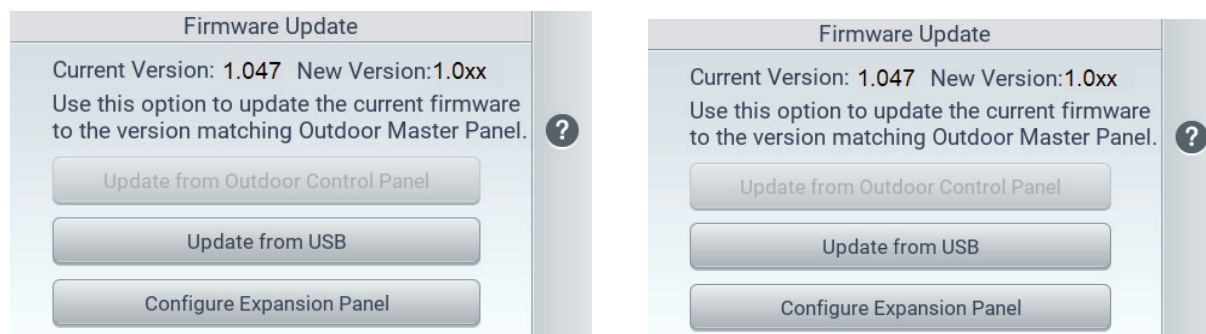 Firmware Update
Current Version: 1.047 New Version:1.0xx
Use this option to update the current firmware
to the version matching Outdoor Master Panel.
?
Update from Outdoor Control Panel
Update from USB
Configure Expansion Panel
Firmware Update
Current Version: 1.047 New Version:1.0xx
Use this option to update the current firmware
to the version matching Outdoor Master Panel.
?
Update from Outdoor Control Panel
Update from USB
Configure Expansion Panel